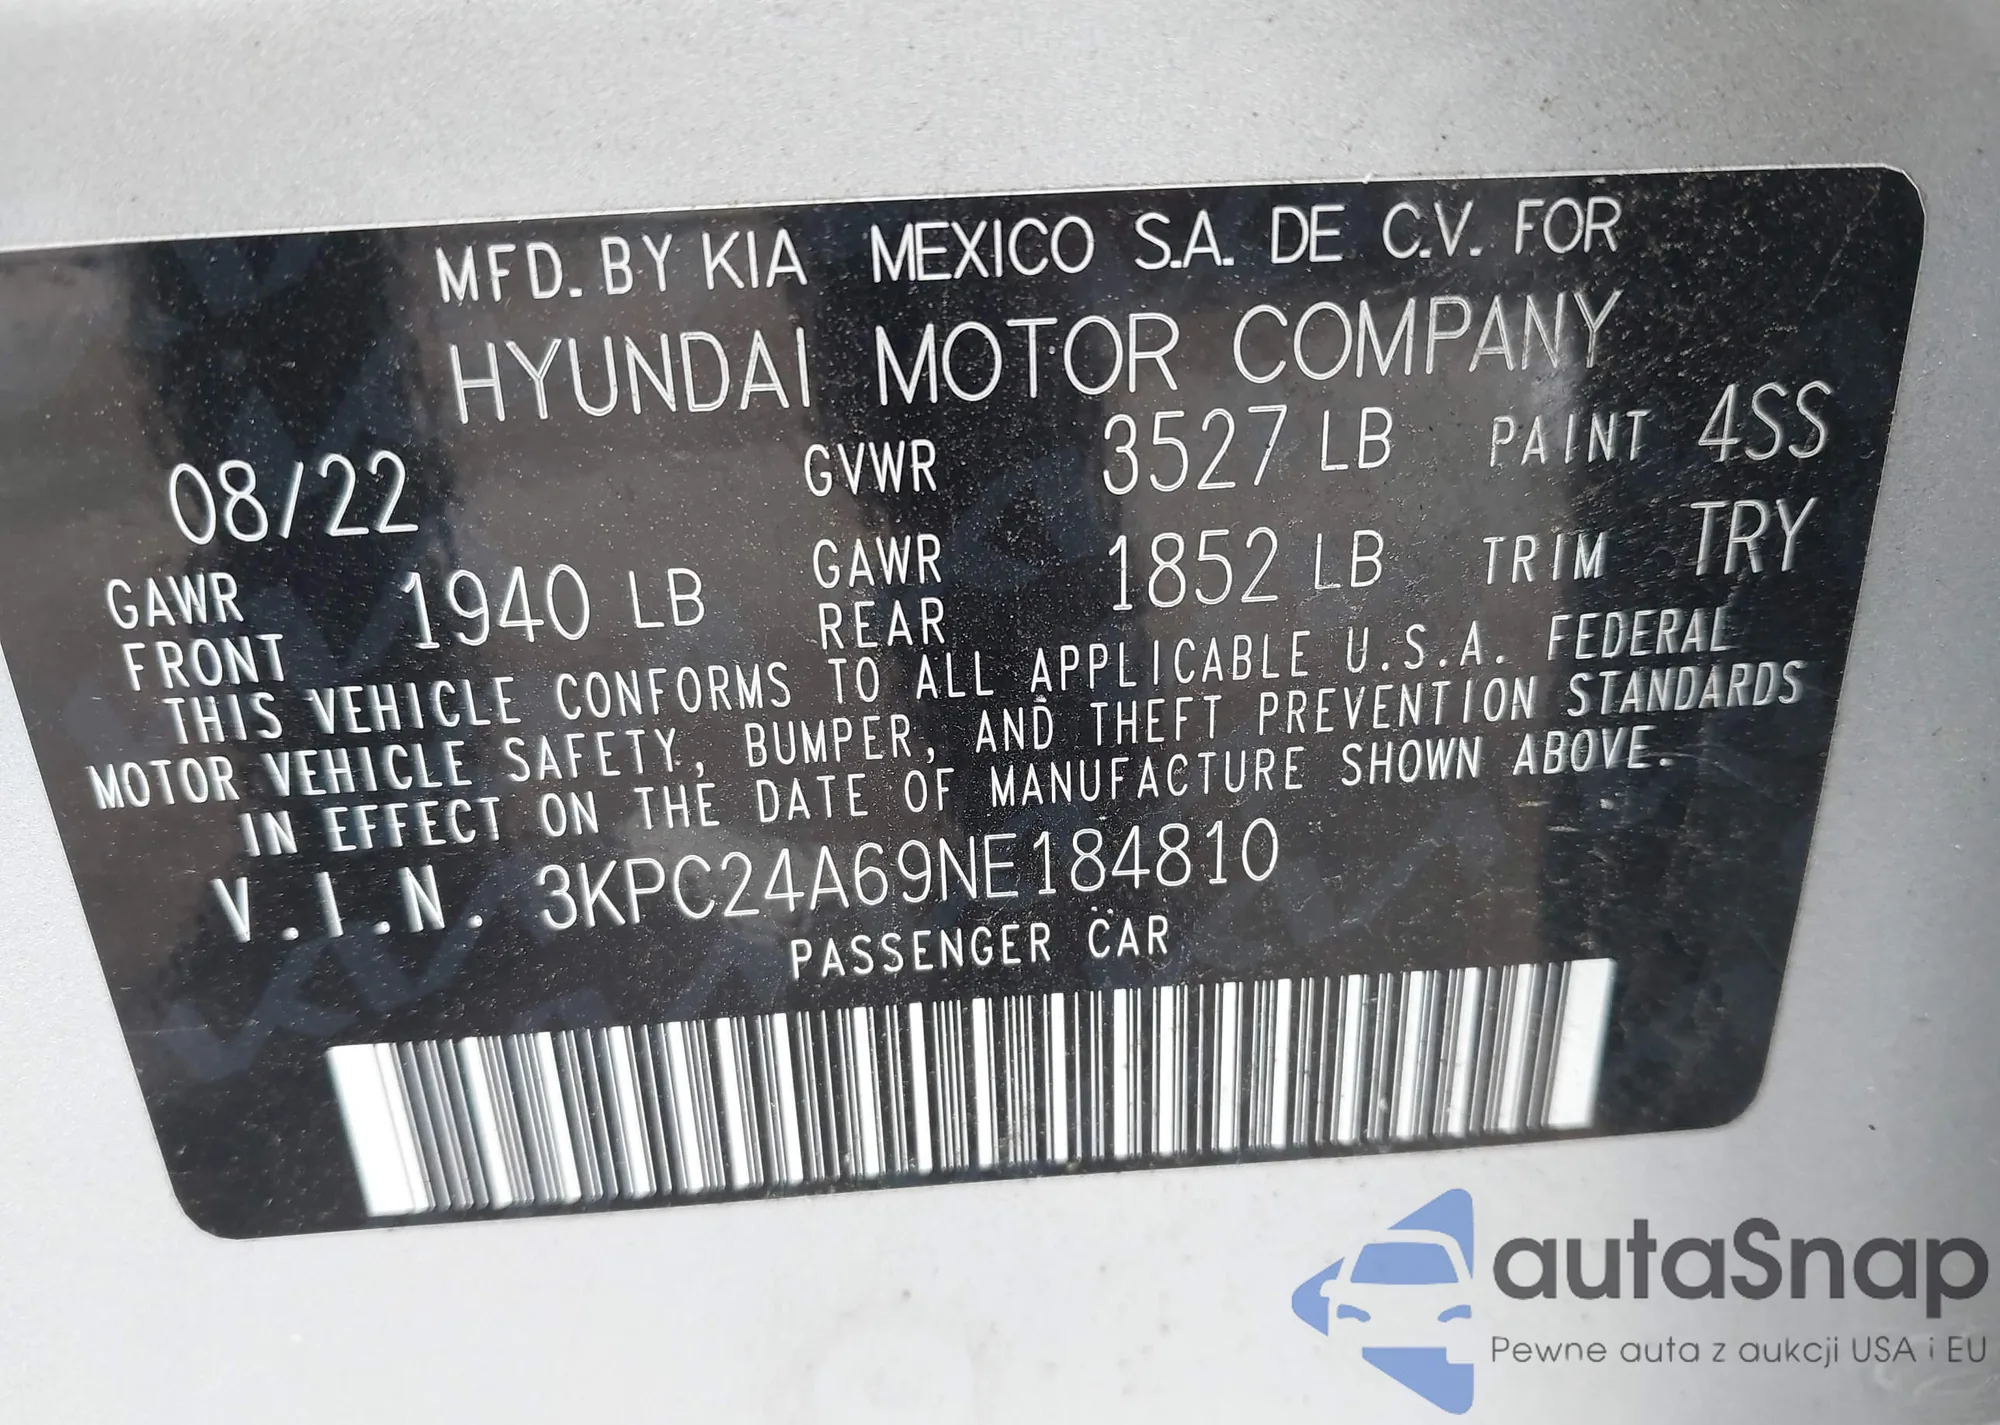 MFD. BY KIA MEXICO S.A. DE C.V. FOR
HYUNDAI MOTOR COMPANY
08/22 GVWR 3527 LB PAINT 4SS
GAWR FRONT 1940 LB GAWR REAR 1852 LB TRIM TRY
THIS VEHICLE CONFORMS TO ALL APPLICABLE U.S.A. FEDERAL
MOTOR VEHICLE SAFETY, BUMPER, AND THEFT PREVENTION STANDARDS
IN EFFECT ON THE DATE OF MANUFACTURE SHOWN ABOVE.
V.I.N. 3KPC24A69NE184810
PASSENGER CAR
autaSnap
Pewne auta z aukcji USA i EU